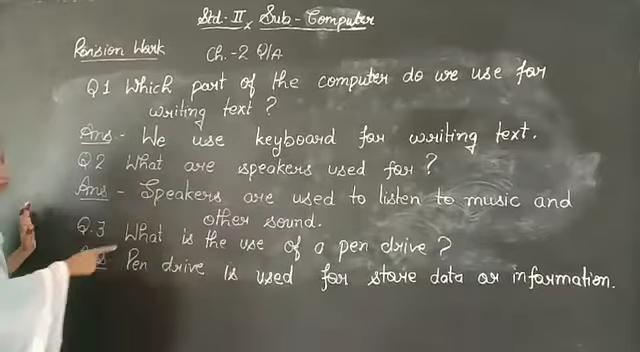 Std-II, Sub-Computer
Revision Work Ch.-2 Q/A
Q1 Which part of the computer do we use for
writing text ?
Ans - We use keyboard for writing text.
Q2 What are speakers used for ?
Ans - Speakers are used to listen to music and
other sound.
Q.3 What is the use of a pen drive ?
Pen drive is used for store data or information.